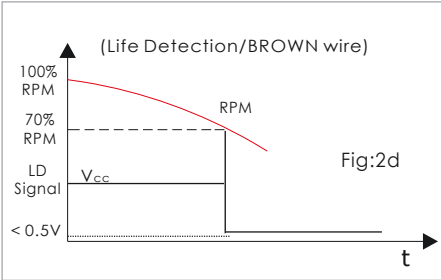 (Life Detection/BROWN wire)
100%
RPM
RPM
70%
RPM
Fig:2d
LD
Signal
Vcc
< 0.5V
t